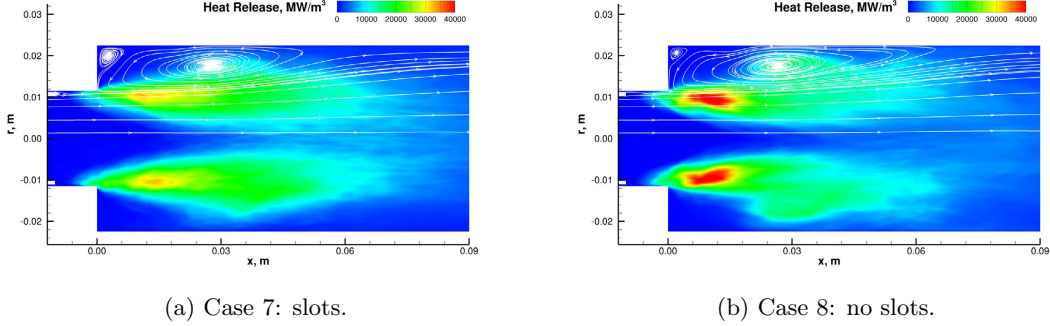 Heat Release, MW/m³ 0 10000 20000 30000 40000
r, m
0.03
0.02
0.01
0.00
-0.01
-0.02
0.00 0.03 0.06 0.09
x, m
(a) Case 7: slots.
Heat Release, MW/m³ 0 10000 20000 30000 40000
r, m
0.03
0.02
0.01
0.00
-0.01
-0.02
0.00 0.03 0.06 0.09
x, m
(b) Case 8: no slots.